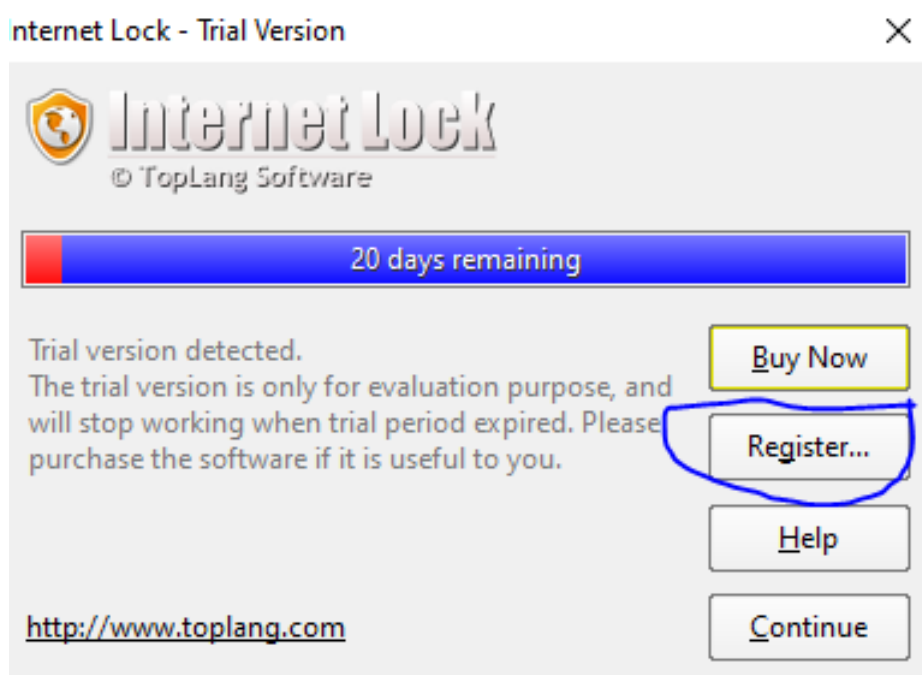 nternet Lock - Trial Version
Internet Lock
© TopLang Software
20 days remaining
Trial version detected.
The trial version is only for evaluation purpose, and
will stop working when trial period expired. Please
purchase the software if it is useful to you.
Buy Now
Register...
Help
http://www.toplang.com
Continue